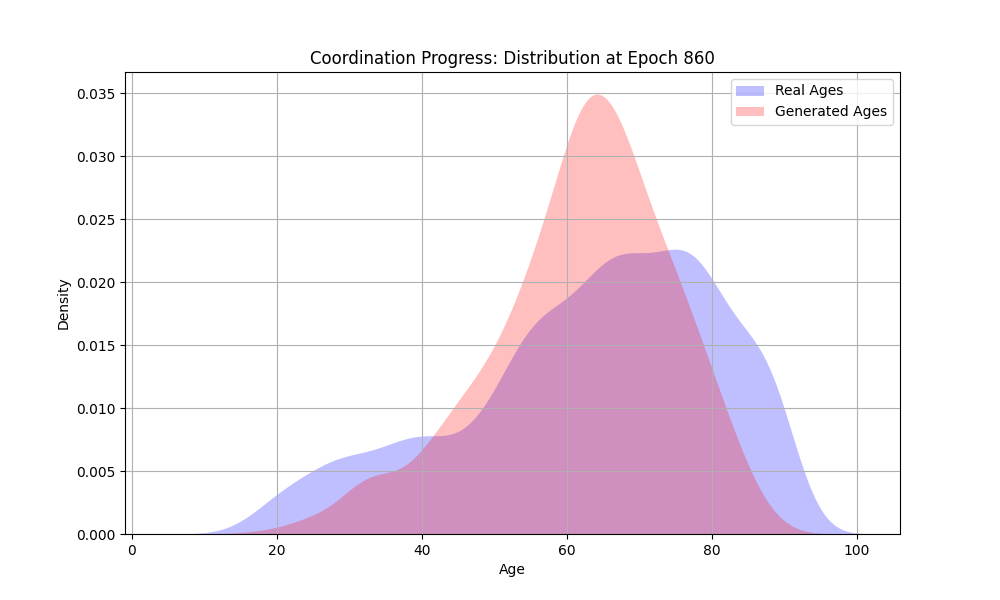 Coordination Progress: Distribution at Epoch 860
Real Ages
Generated Ages
0.035
0.030
0.025
0.020
0.015
0.010
0.005
0.000
Density
0 20 40 60 80 100
Age